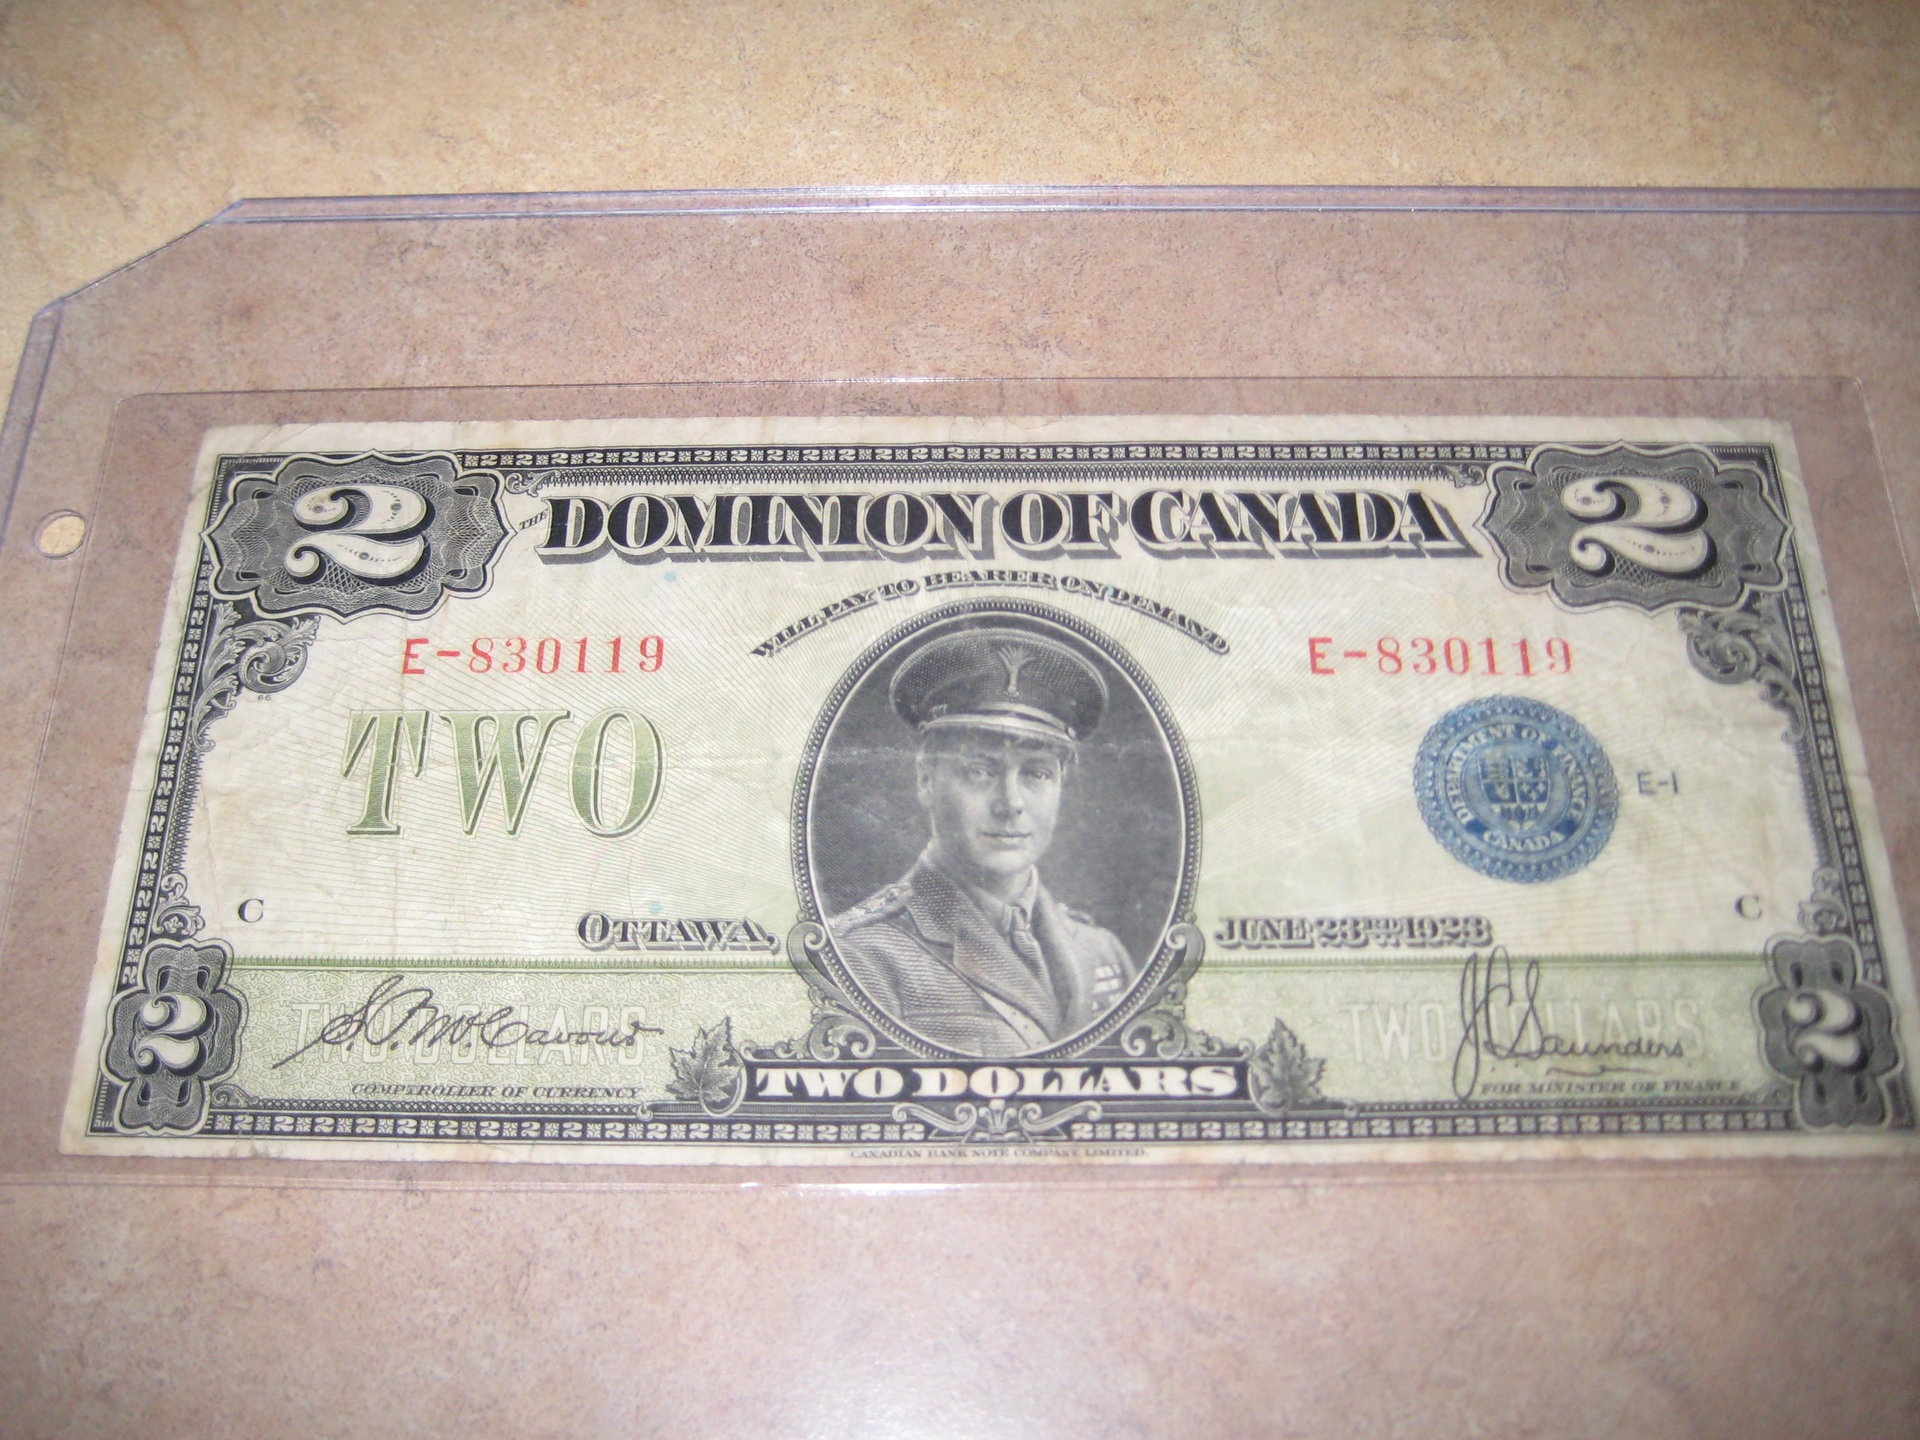 2 THE DOMINION OF CANADA 2
WILL PAY TO BEARER ON DEMAND
E-830119 E-830119
66
TWO
DEPARTMENT OF FINANCE
CANADA
E-1
C C
OTTAWA, JUNE 23RD 1923
TWO DOLLARS TWO DOLLARS
2 J.C. Saunders 2
COMPTROLLER OF CURRENCY FOR MINISTER OF FINANCE
TWO DOLLARS
CANADIAN BANK NOTE COMPANY, LIMITED.